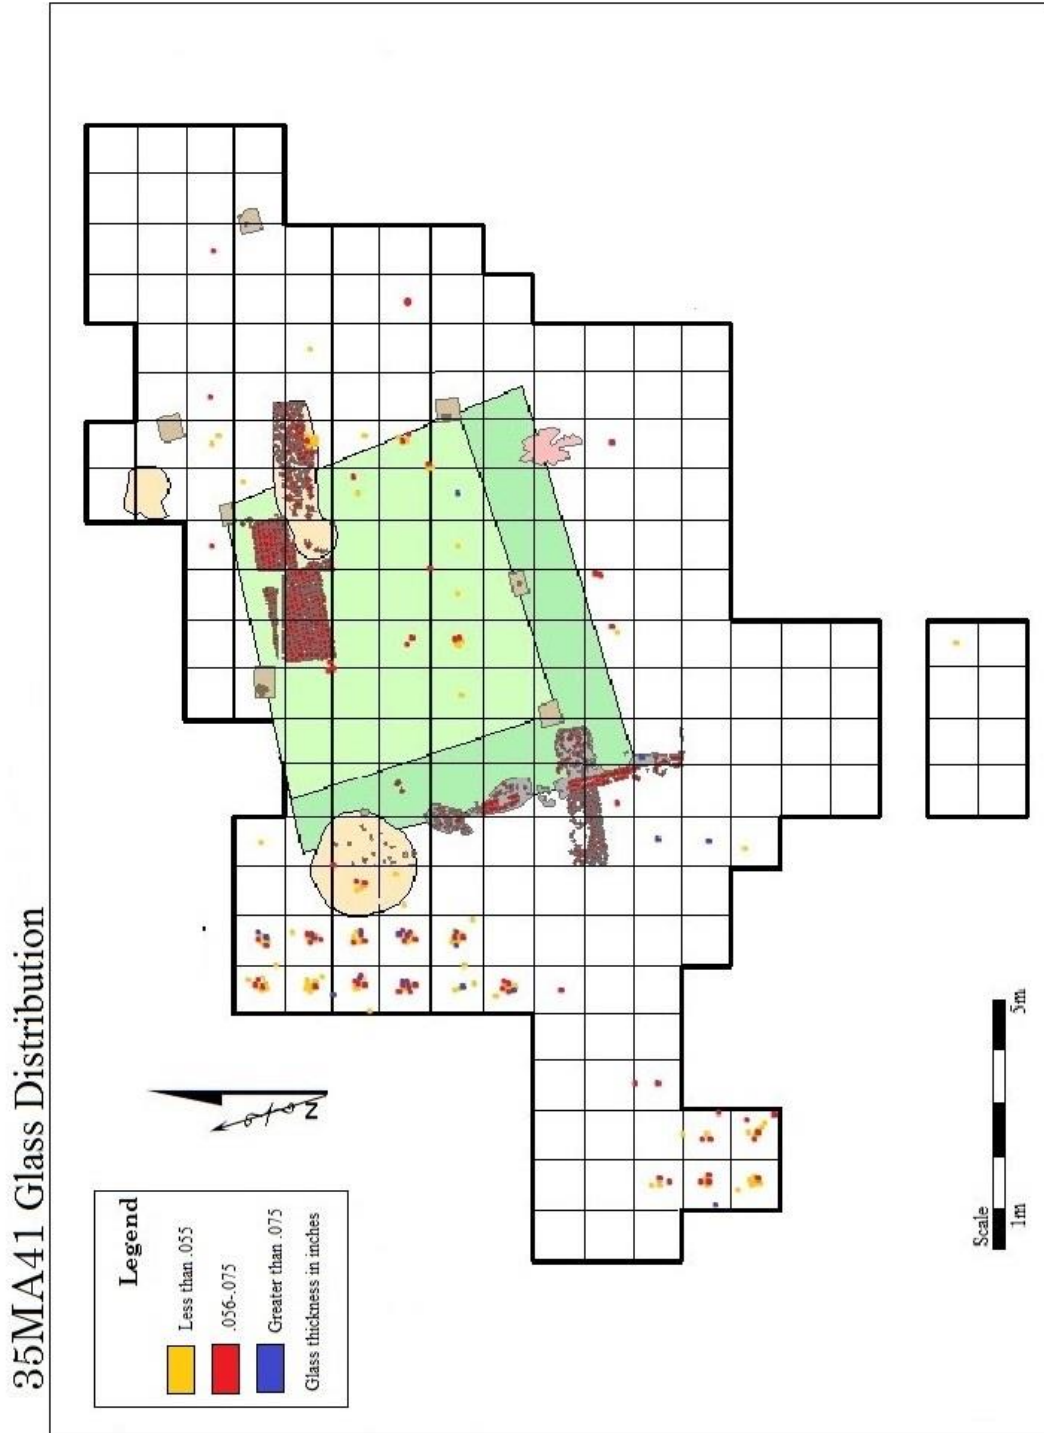 35MA41 Glass Distribution
Legend
Less than .055
.056-.075
Greater than .075
Glass thickness in inches
N
Scale
1m
5m